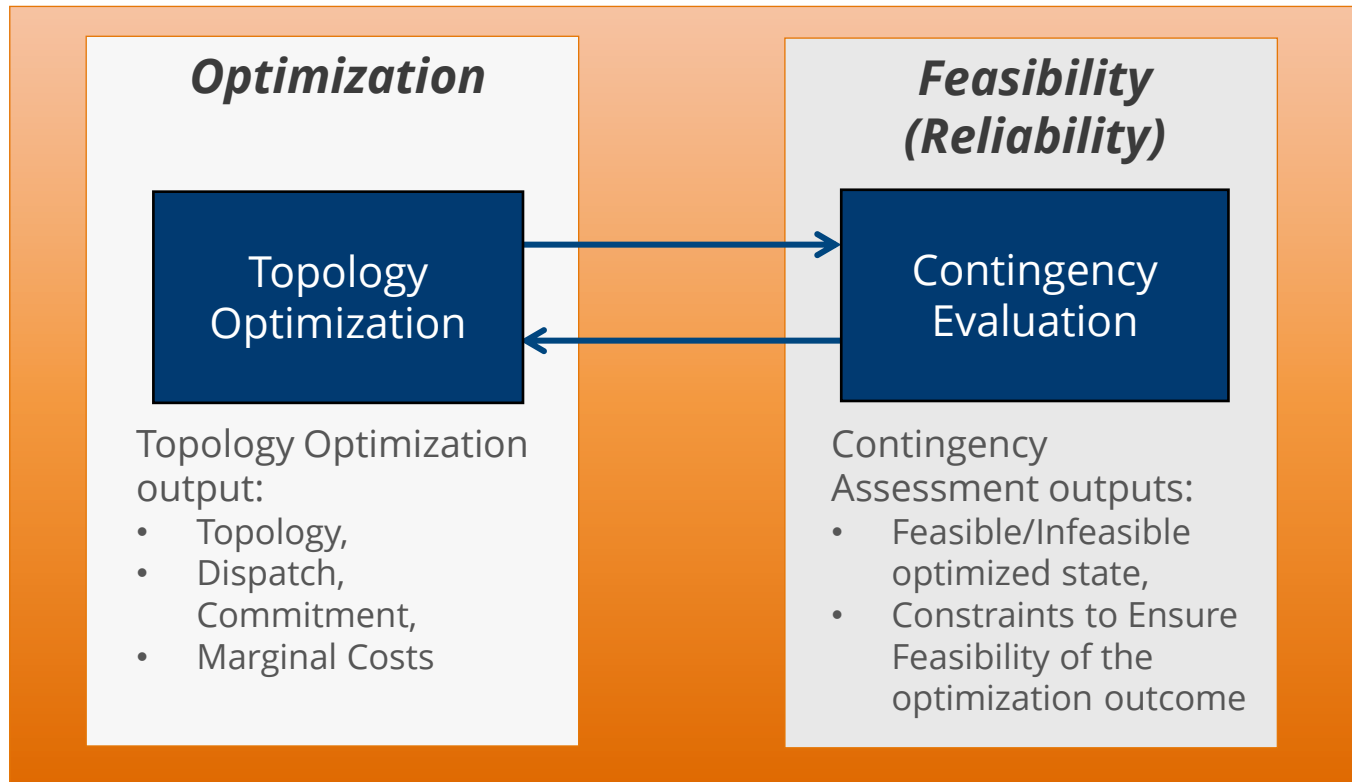 Optimization
Topology
Optimization
Topology Optimization
output:
• Topology,
• Dispatch,
Commitment,
• Marginal Costs
Feasibility
(Reliability)
Contingency
Evaluation
Contingency
Assessment outputs:
• Feasible/Infeasible
optimized state,
• Constraints to Ensure
Feasibility of the
optimization outcome